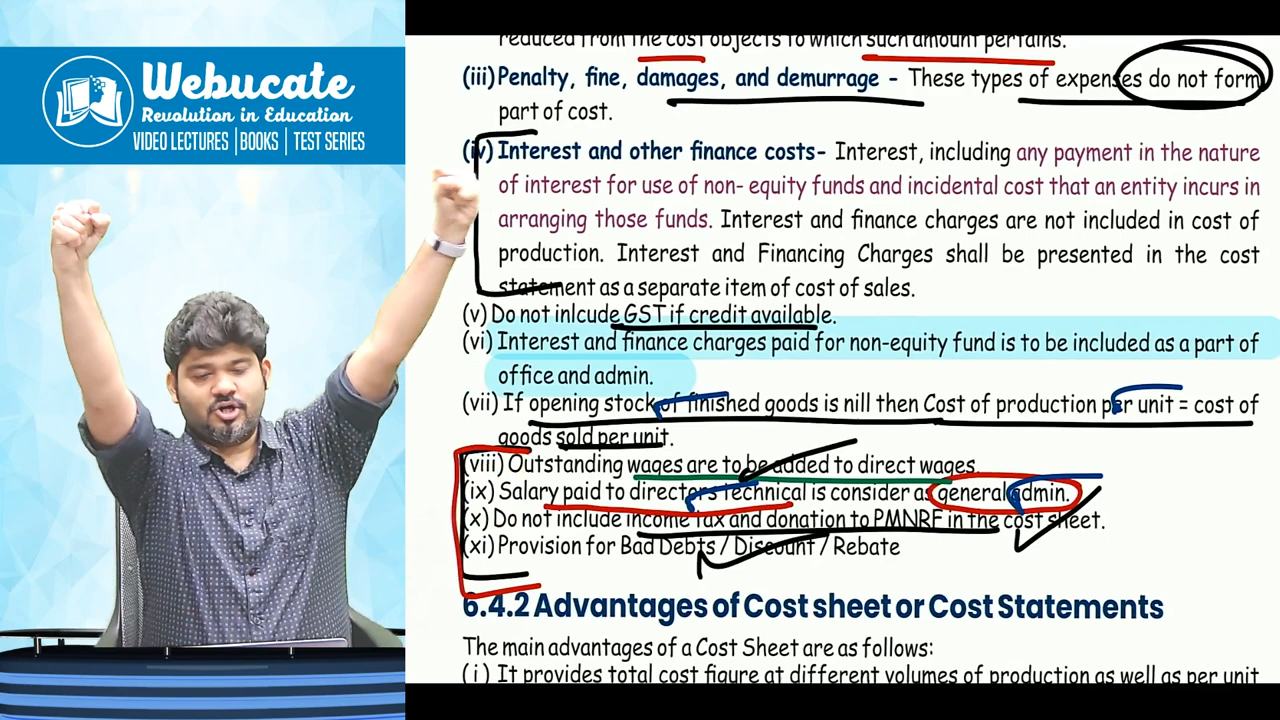 Webucate
Revolution in Education
VIDEO LECTURES | BOOKS | TEST SERIES
reduced from the cost objects to which such amount pertains.
(iii) Penalty, fine, damages, and demurrage - These types of expenses do not form
part of cost.
(iv) Interest and other finance costs- Interest, including any payment in the nature
of interest for use of non- equity funds and incidental cost that an entity incurs in
arranging those funds. Interest and finance charges are not included in cost of
production. Interest and Financing Charges shall be presented in the cost
statement as a separate item of cost of sales.
(v) Do not inlcude GST if credit available.
(vi) Interest and finance charges paid for non-equity fund is to be included as a part of
office and admin.
(vii) If opening stock of finished goods is nill then Cost of production per unit = cost of
goods sold per unit.
(viii) Outstanding wages are to be added to direct wages.
(ix) Salary paid to directors technical is consider as general admin.
(x) Do not include income tax and donation to PMNRF in the cost sheet.
(xi) Provision for Bad Debts / Discount / Rebate
6.4.2 Advantages of Cost sheet or Cost Statements
The main advantages of a Cost Sheet are as follows:
(i) It provides total cost figure at different volumes of production as well as per unit